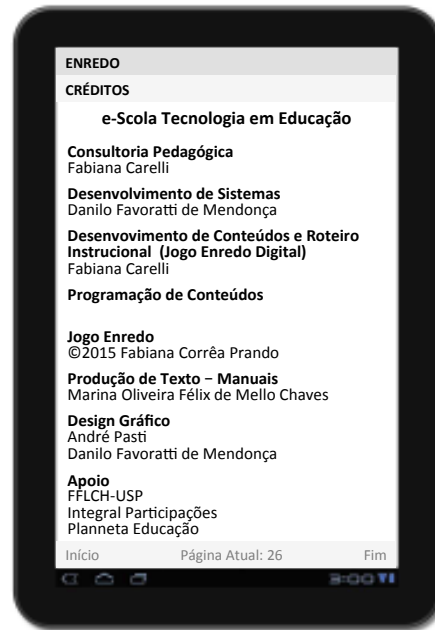 ENREDO
CRÉDITOS
e-Scola Tecnologia em Educação
Consultoria Pedagógica
Fabiana Carelli
Desenvolvimento de Sistemas
Danilo Favoratti de Mendonça
Desenvovimento de Conteúdos e Roteiro
Instrucional (Jogo Enredo Digital)
Fabiana Carelli
Programação de Conteúdos
Jogo Enredo
©2015 Fabiana Corrêa Prando
Produção de Texto – Manuais
Marina Oliveira Félix de Mello Chaves
Design Gráfico
André Pasti
Danilo Favoratti de Mendonça
Apoio
FFLCH-USP
Integral Participações
Planneta Educação
Início Página Atual: 26 Fim
3:00